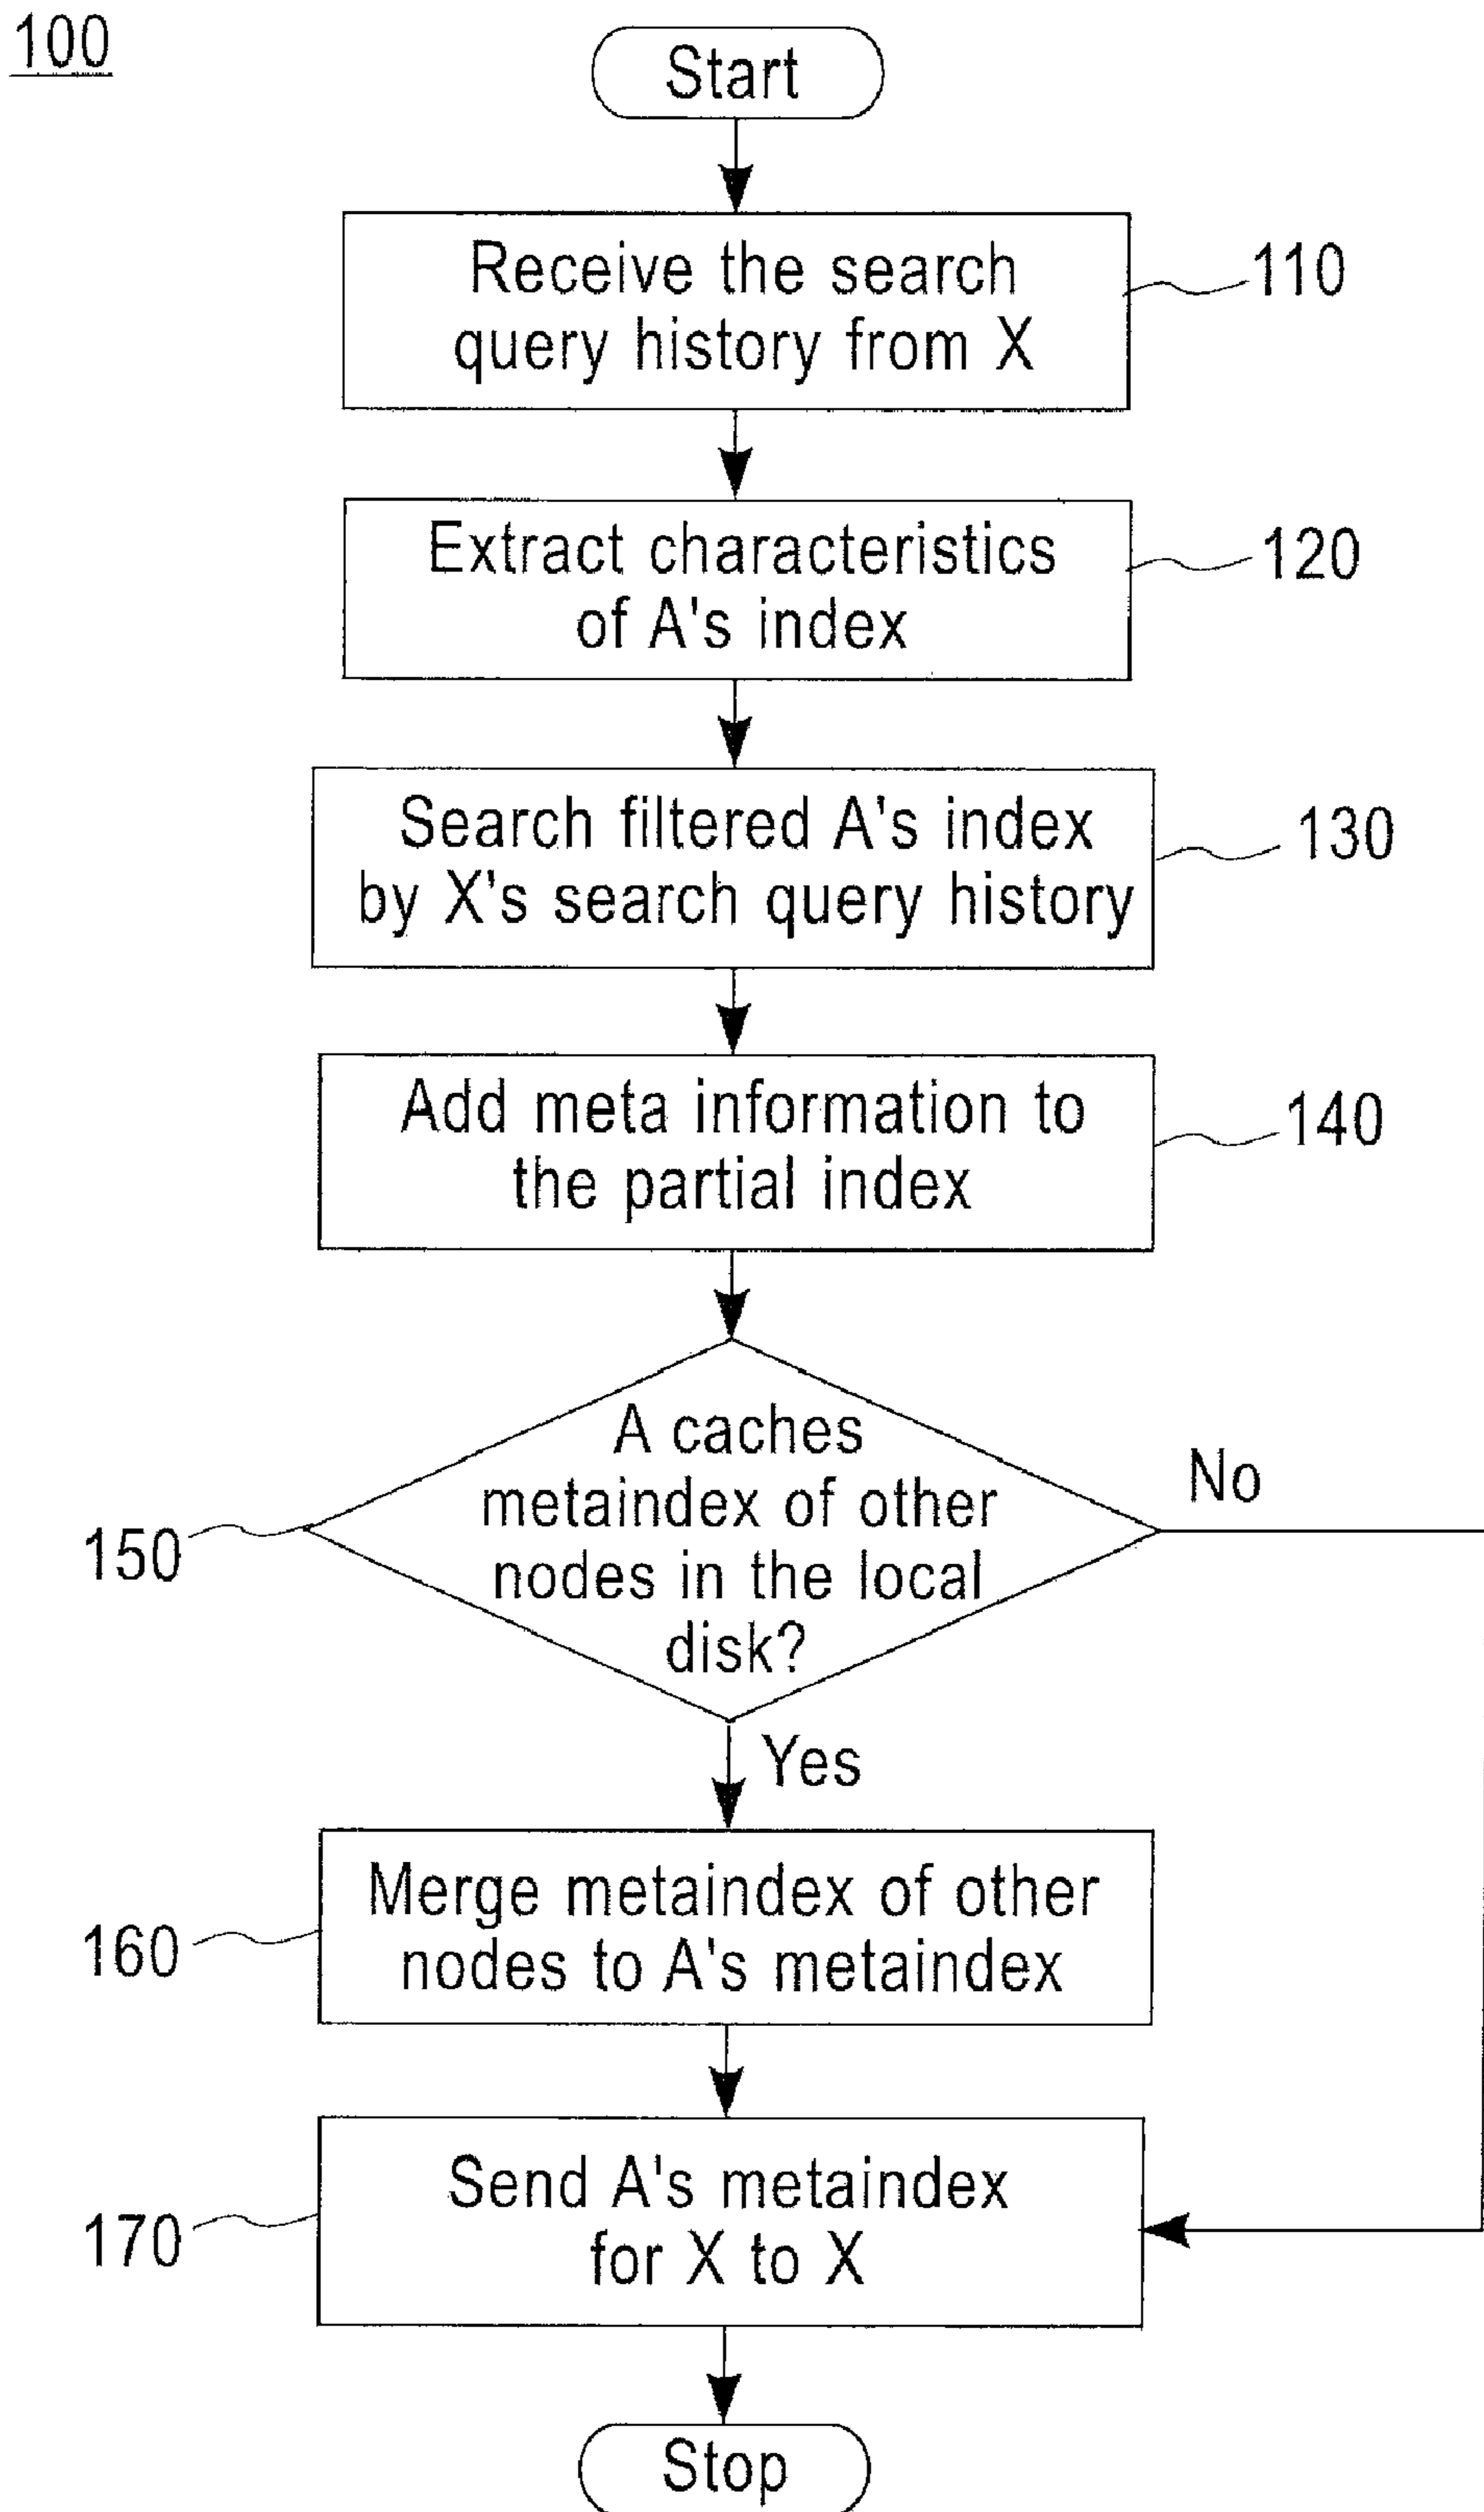 100
Start
Receive the search
query history from X
110
Extract characteristics
of A's index
120
Search filtered A's index
by X's search query history
130
Add meta information to
the partial index
140
A caches
metaindex of other
nodes in the local
disk?
No
150
Yes
Merge metaindex of other
nodes to A's metaindex
160
Send A's metaindex
for X to X
170
Stop